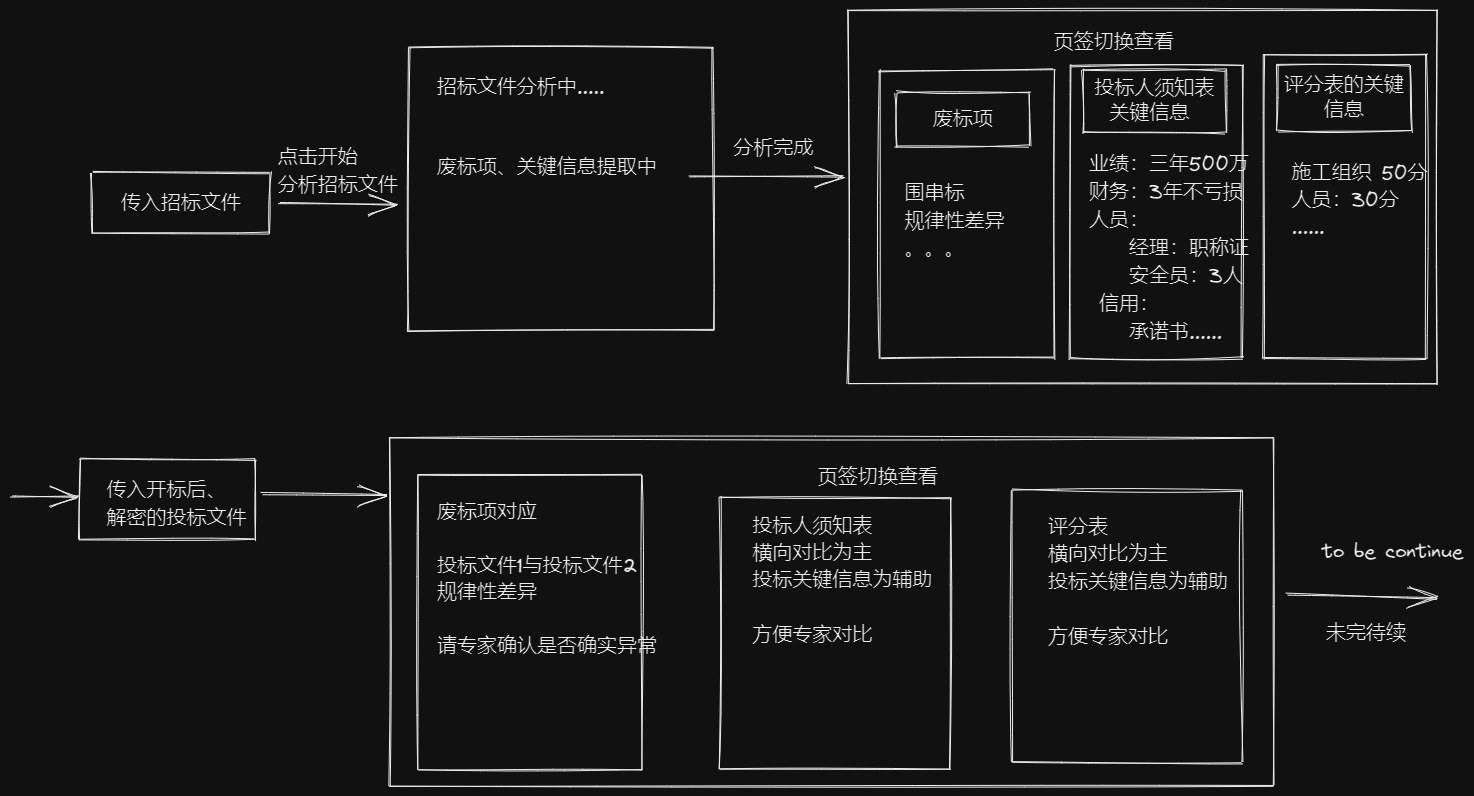 传入招标文件
点击开始
分析招标文件
招标文件分析中.....
废标项、关键信息提取中
分析完成
页签切换查看
废标项
围串标
规律性差异
。。。
投标人须知表
关键信息
业绩：三年500万
财务：3年不亏损
人员：
经理：职称证
安全员：3人
信用：
承诺书......
评分表的关键
信息
施工组织 50分
人员：30分
......
传入开标后、
解密的投标文件
页签切换查看
废标项对应
投标文件1与投标文件2
规律性差异
请专家确认是否确实异常
投标人须知表
横向对比为主
投标关键信息为辅助
方便专家对比
评分表
横向对比为主
投标关键信息为辅助
方便专家对比
to be continue
未完待续